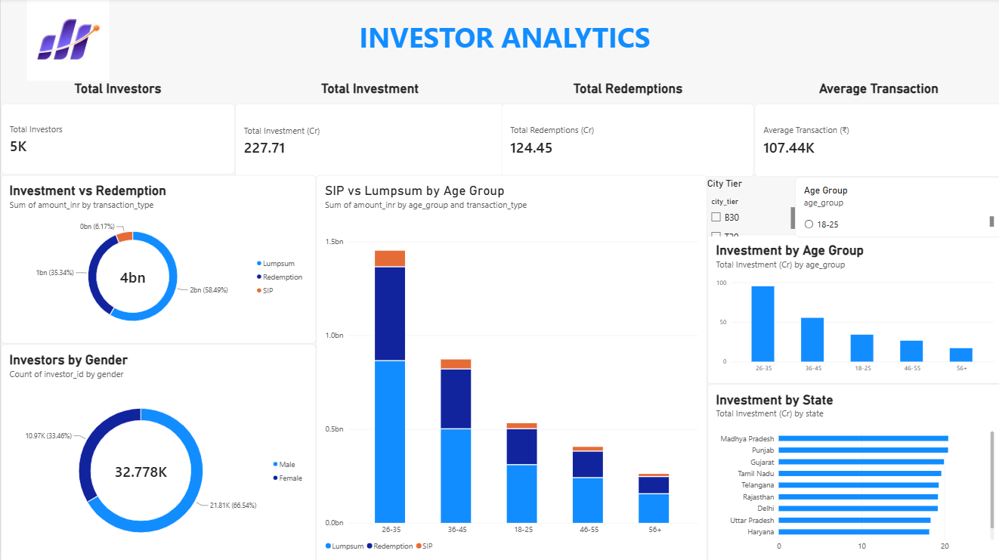 INVESTOR ANALYTICS
Total Investors
Total Investment
Total Redemptions
Average Transaction
Total Investors
5K
Total Investment (Cr)
227.71
Total Redemptions (Cr)
124.45
Average Transaction (₹)
107.44K
Investment vs Redemption
Sum of amount_inr by transaction_type
0bn (6.17%)
1bn (35.34%)
4bn
2bn (58.49%)
Lumpsum
Redemption
SIP
Investors by Gender
Count of investor_id by gender
10.97K (33.46%)
32.778K
21.81K (66.54%)
Male
Female
SIP vs Lumpsum by Age Group
Sum of amount_inr by age_group and transaction_type
1.5bn
1.0bn
0.5bn
0.0bn
26-35 36-45 18-25 46-55 56+
Lumpsum Redemption SIP
City Tier
city_tier
B30
T30
Age Group
age_group
18-25
Investment by Age Group
Total Investment (Cr) by age_group
100
50
0
26-35 36-45 18-25 46-55 56+
Investment by State
Total Investment (Cr) by state
Madhya Pradesh
Punjab
Gujarat
Tamil Nadu
Telangana
Rajasthan
Delhi
Uttar Pradesh
Haryana
0 10 20